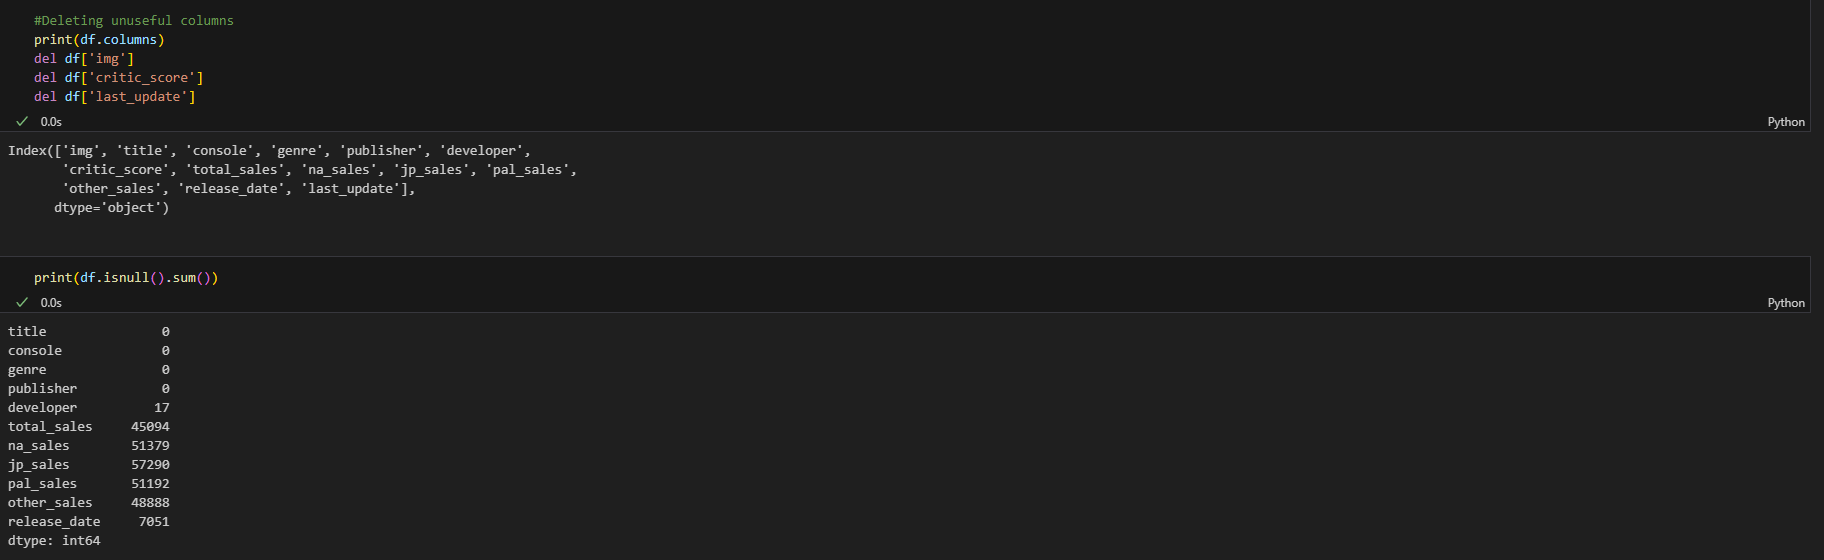 #Deleting unuseful columns
print(df.columns)
del df['img']
del df['critic_score']
del df['last_update']
0.0s
Python
Index(['img', 'title', 'console', 'genre', 'publisher', 'developer',
       'critic_score', 'total_sales', 'na_sales', 'jp_sales', 'pal_sales',
       'other_sales', 'release_date', 'last_update'],
      dtype='object')
print(df.isnull().sum())
0.0s
Python
title               0
console             0
genre               0
publisher           0
developer          17
total_sales     45094
na_sales        51379
jp_sales        57290
pal_sales       51192
other_sales     48888
release_date     7051
dtype: int64